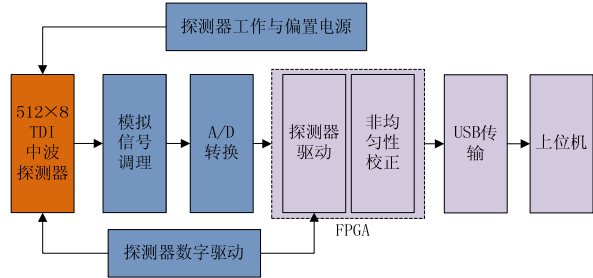 探测器工作与偏置电源
512×8
TDI
中波
探测器
模拟
信号
调理
A/D
转换
探测器
驱动
非均
匀性
校正
USB传
输
上位机
探测器数字驱动
FPGA